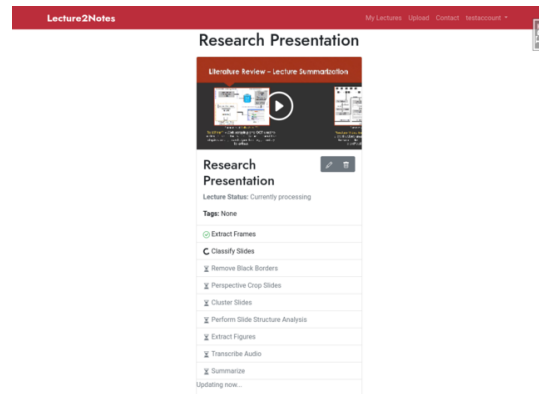 Lecture2Notes
My Lectures Upload Contact testaccount
Research Presentation
Literature Review – Lecture Summarization
Research
Presentation
Lecture Status: Currently processing
Tags: None
Extract Frames
Classify Slides
Remove Black Borders
Perspective Crop Slides
Cluster Slides
Perform Slide Structure Analysis
Extract Figures
Transcribe Audio
Summarize
Updating now...